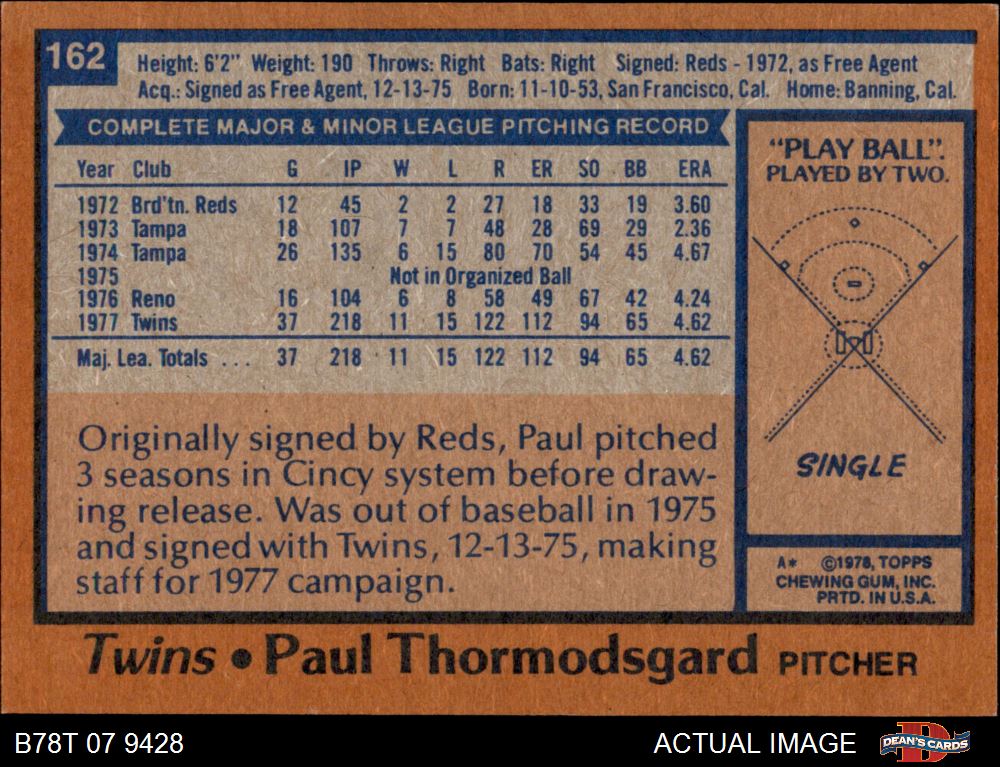 162
Height: 6'2" Weight: 190 Throws: Right Bats: Right Signed: Reds - 1972, as Free Agent
Acq.: Signed as Free Agent, 12-13-75 Born: 11-10-53, San Francisco, Cal. Home: Banning, Cal.
COMPLETE MAJOR & MINOR LEAGUE PITCHING RECORD
Year Club G IP W L R ER SO BB ERA
1972 Brd'tn. Reds 12 45 2 2 27 18 33 19 3.60
1973 Tampa 18 107 7 7 48 28 69 29 2.36
1974 Tampa 26 135 6 15 80 70 54 45 4.67
1975 Not in Organized Ball
1976 Reno 16 104 6 8 58 49 67 42 4.24
1977 Twins 37 218 11 15 122 112 94 65 4.62
Maj. Lea. Totals . . . 37 218 11 15 122 112 94 65 4.62
Originally signed by Reds, Paul pitched
3 seasons in Cincy system before draw-
ing release. Was out of baseball in 1975
and signed with Twins, 12-13-75, making
staff for 1977 campaign.
"PLAY BALL".
PLAYED BY TWO.
SINGLE
A* ©1978, TOPPS
CHEWING GUM, INC.
PRTD. IN U.S.A.
Twins • Paul Thormodsgard PITCHER
B78T 07 9428
ACTUAL IMAGE
D
DEAN'S CARDS